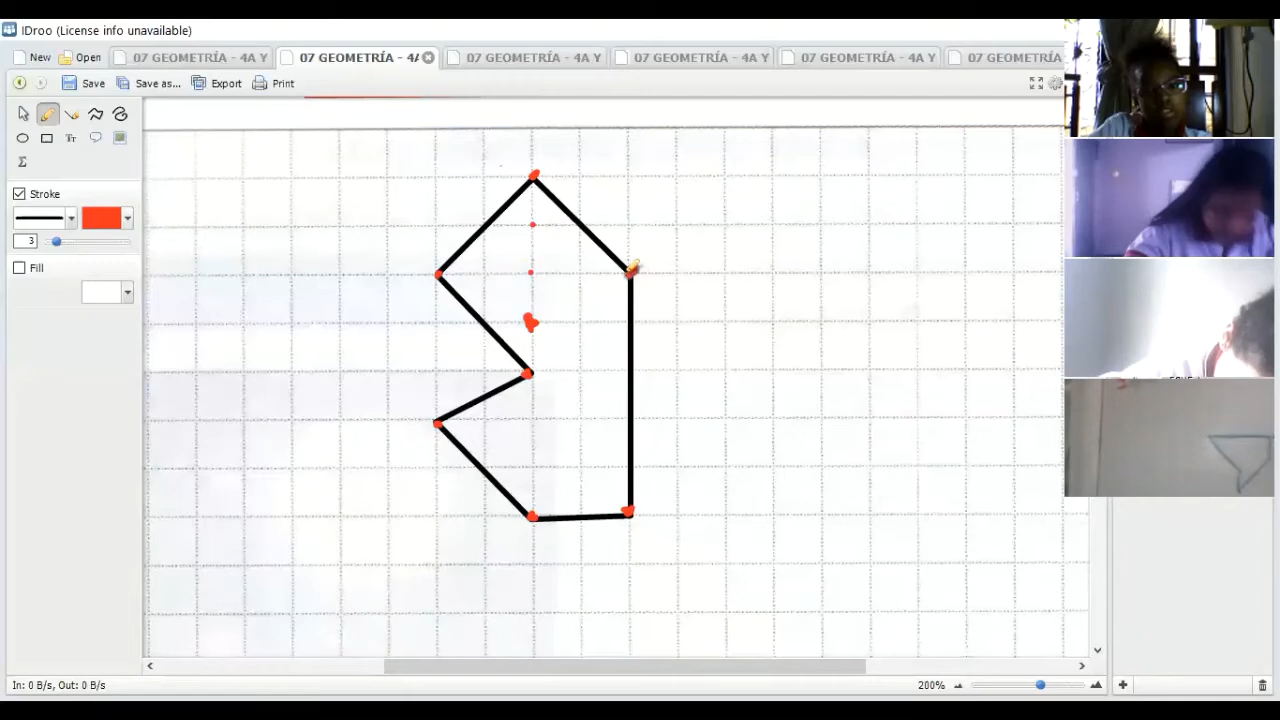 IDroo (License info unavailable)
New Open 07 GEOMETRÍA - 4A Y 07 GEOMETRÍA - 4A 07 GEOMETRÍA - 4A Y 07 GEOMETRÍA - 4A Y 07 GEOMETRÍA - 4A Y 07 GEOMETRÍA
Save Save as... Export Print
Tт
Σ
Stroke
3
Fill
In: 0 B/s, Out: 0 B/s 200%